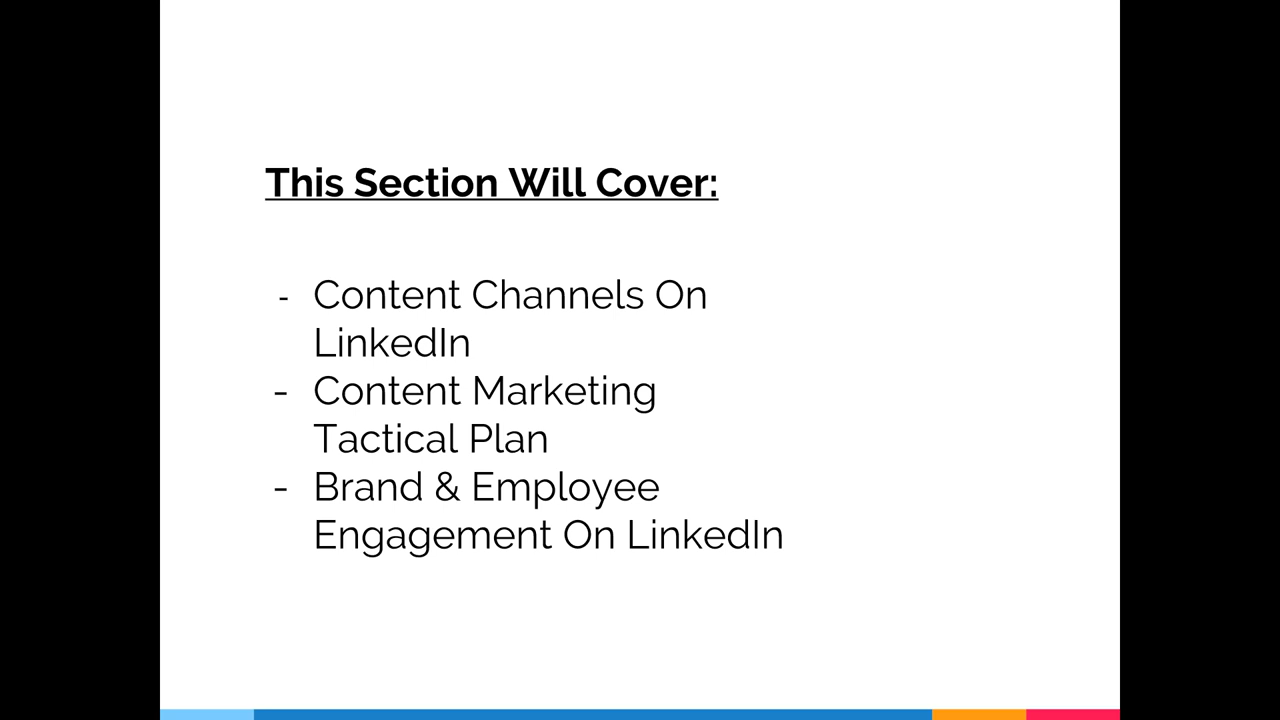 This Section Will Cover:
- Content Channels On
LinkedIn
- Content Marketing
Tactical Plan
- Brand & Employee
Engagement On LinkedIn